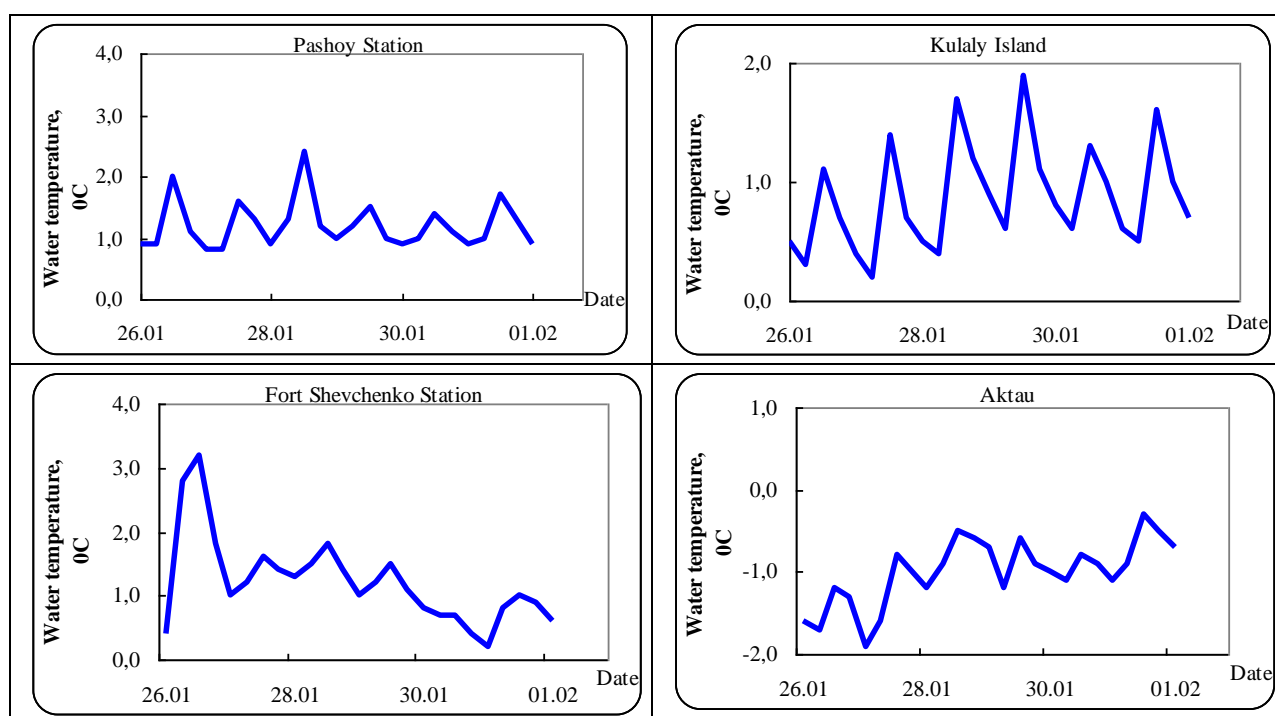 Pashoy Station
4,0
3,0
2,0
1,0
0,0
Water temperature,
0C
26.01 28.01 30.01 01.02
Date
Kulaly Island
2,0
1,0
0,0
Water temperature,
0C
26.01 28.01 30.01 01.02
Date
Fort Shevchenko Station
4,0
3,0
2,0
1,0
0,0
Water temperature,
0C
26.01 28.01 30.01 01.02
Date
Aktau
1,0
0,0
-1,0
-2,0
Water temperature,
0C
26.01 28.01 30.01 01.02
Date